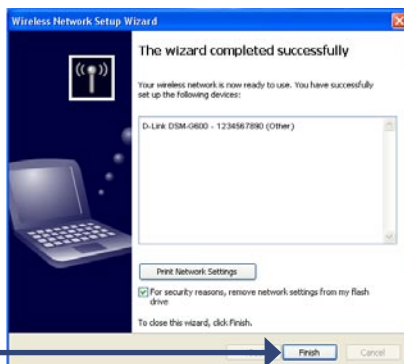 Wireless Network Setup Wizard
The wizard completed successfully
Your wireless network is now ready to use. You have successfully
set up the following devices:
D-Link DSM-G600 - 1234567890 (Other)
Print Network Settings
For security reasons, remove network settings from my flash
drive
To close this wizard, click Finish.
Finish
Cancel